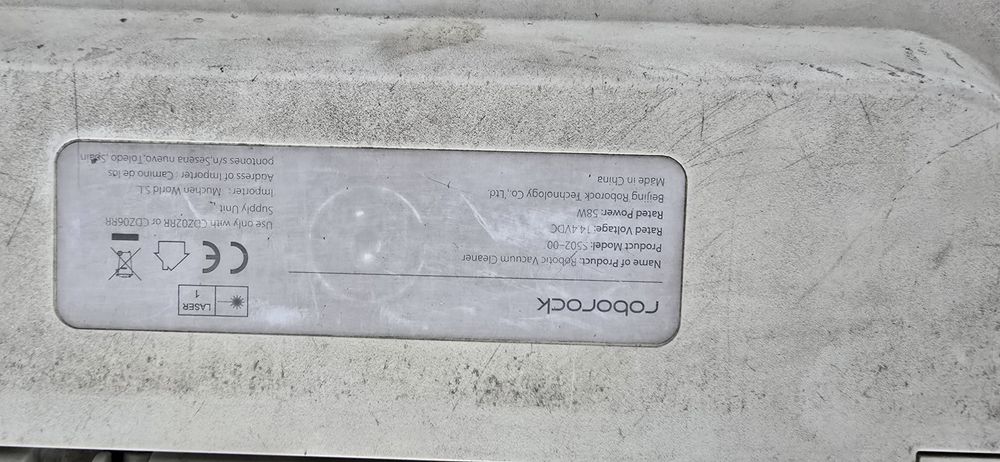 roborock
Name of Product: Robotic Vacuum Cleaner
Product Model: S502-00
Rated Voltage: 14.4VDC
Rated Power: 58W
Beijing Roborock Technology Co.,Ltd.
Made in China
LASER
1
CE
Use only with CDZ02RR or CDZ06RR
Supply Unit
Importer: Muchen World S.L
Address of Importer: Camino de las
pontones s/n,Sesena nuevo,Toledo, Spain